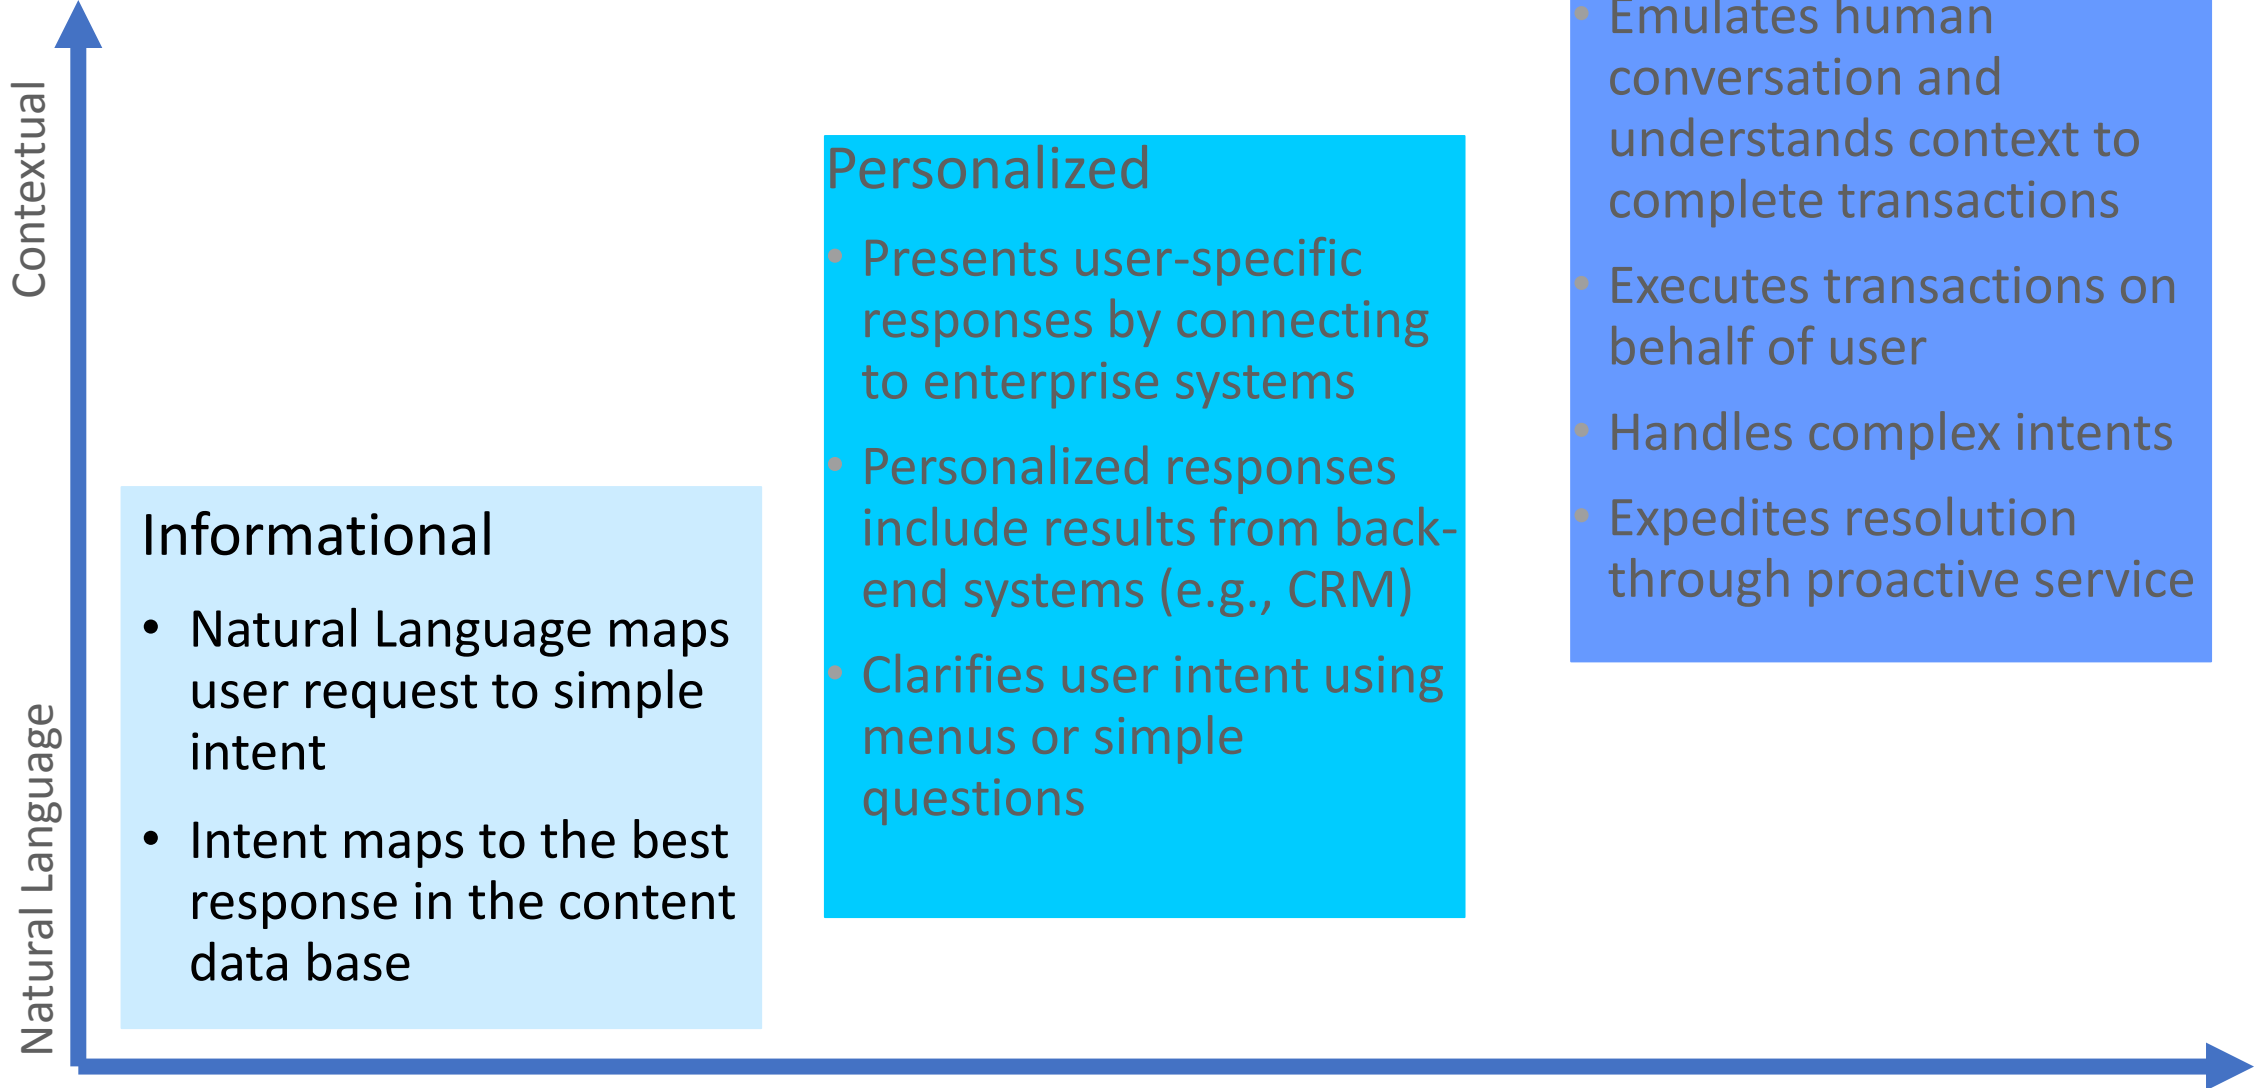 Contextual
Natural Language
Informational
• Natural Language maps
user request to simple
intent
• Intent maps to the best
response in the content
data base
Personalized
• Presents user-specific
responses by connecting
to enterprise systems
• Personalized responses
include results from back-
end systems (e.g., CRM)
• Clarifies user intent using
menus or simple
questions
• Emulates human
conversation and
understands context to
complete transactions
• Executes transactions on
behalf of user
• Handles complex intents
• Expedites resolution
through proactive service